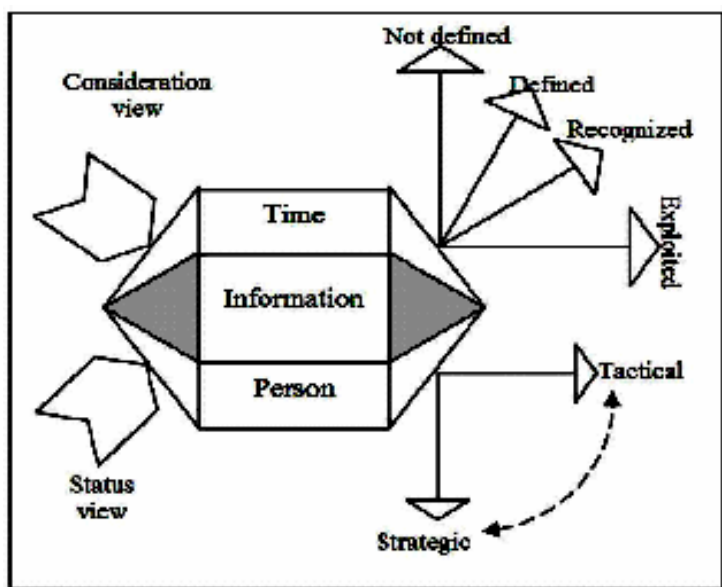 Not defined
Consideration
view
Defined
Recognized
Time
Exploited
Information
Tactical
Person
Status
view
Strategic